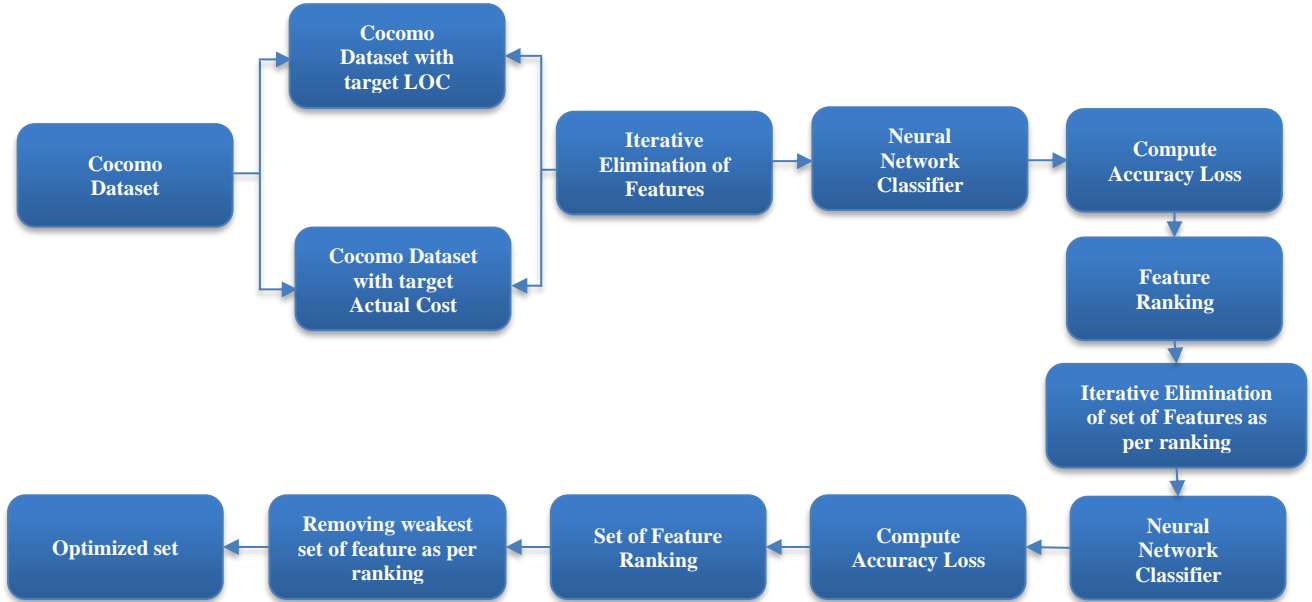 Cocomo
Dataset
Cocomo
Dataset with
target LOC
Cocomo Dataset
with target
Actual Cost
Iterative
Elimination of
Features
Neural
Network
Classifier
Compute
Accuracy Loss
Feature
Ranking
Iterative Elimination
of set of Features as
per ranking
Neural
Network
Classifier
Compute
Accuracy Loss
Set of Feature
Ranking
Removing weakest
set of feature as per
ranking
Optimized set